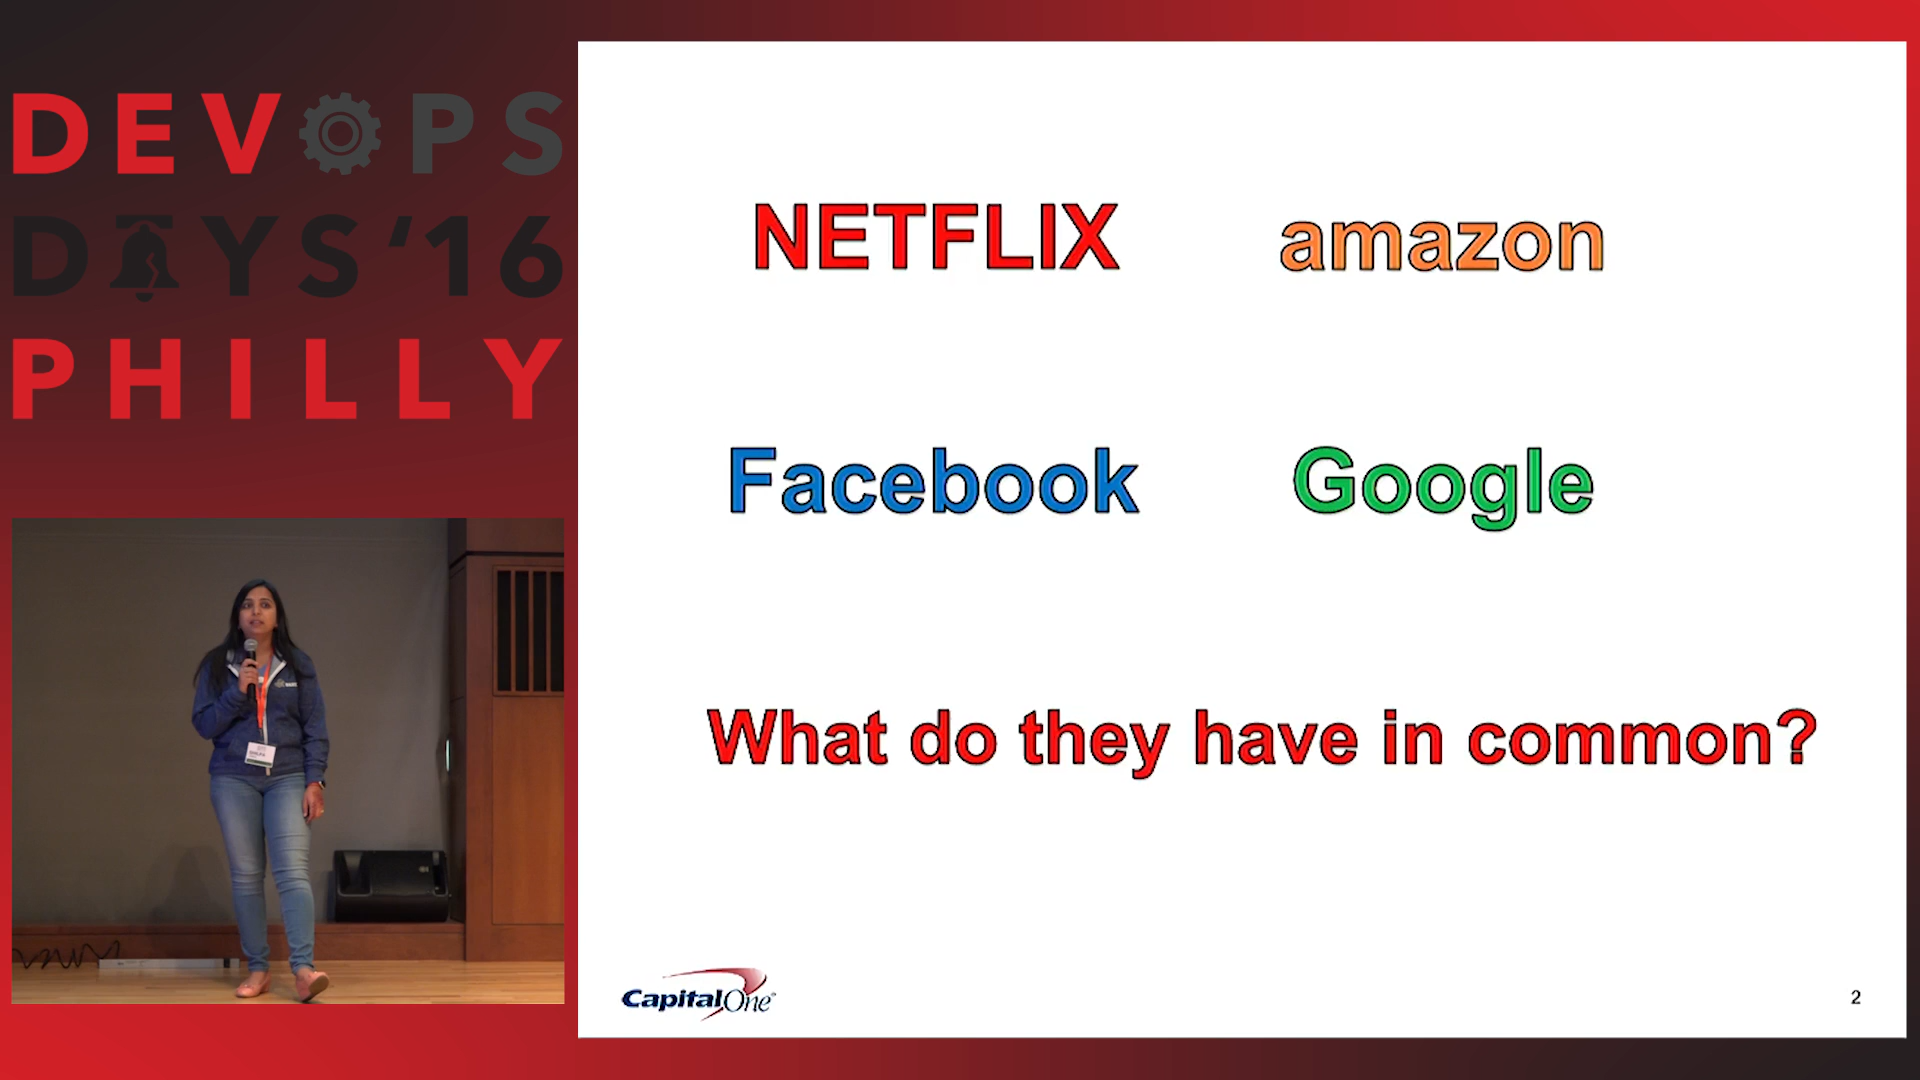 DEVOPS
DAYS '16
PHILLY
NETFLIX
amazon
Facebook
Google
What do they have in common?
CapitalOne
2